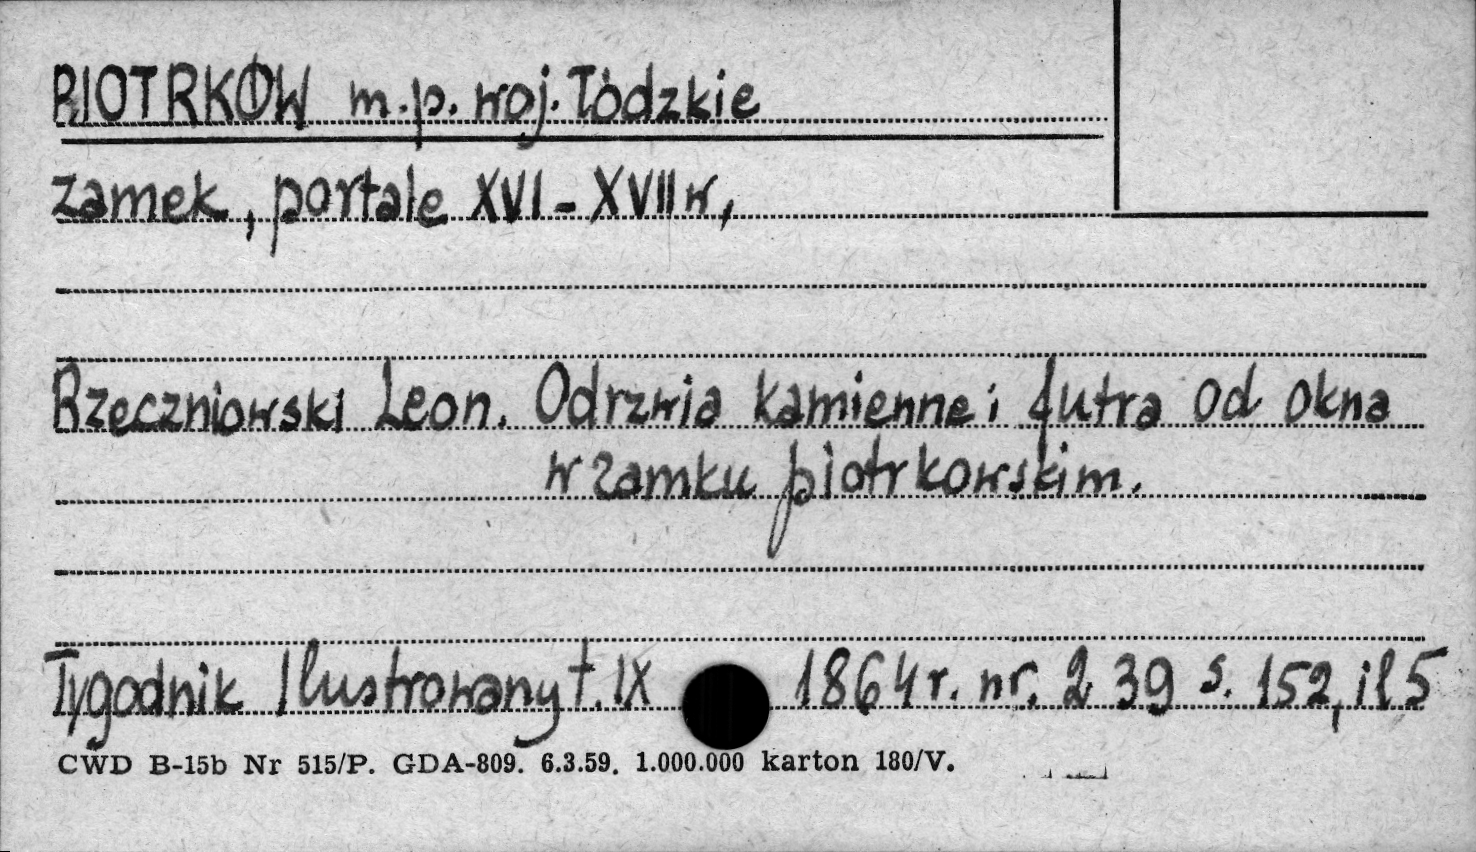 PIOTRKÓW m.p. woj. Łódzkie
zamek, portale XVI-XVII w,
Rzeczniowski Leon. Odrzwia kamienne i futra od okna
w zamku piotrkowskim.
Tygodnik Ilustrowany t. IX 1864 r. nr. 239 s. 152, il 5
CWD B-15b Nr 515/P. GDA-809. 6.3.59. 1.000.000 karton 180/V.